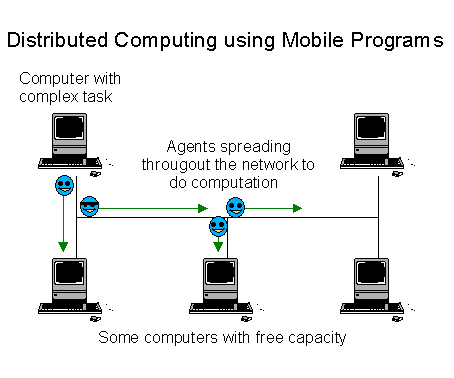 Distributed Computing using Mobile Programs
Computer with
complex task
Agents spreading
througout the network to
do computation
Some computers with free capacity